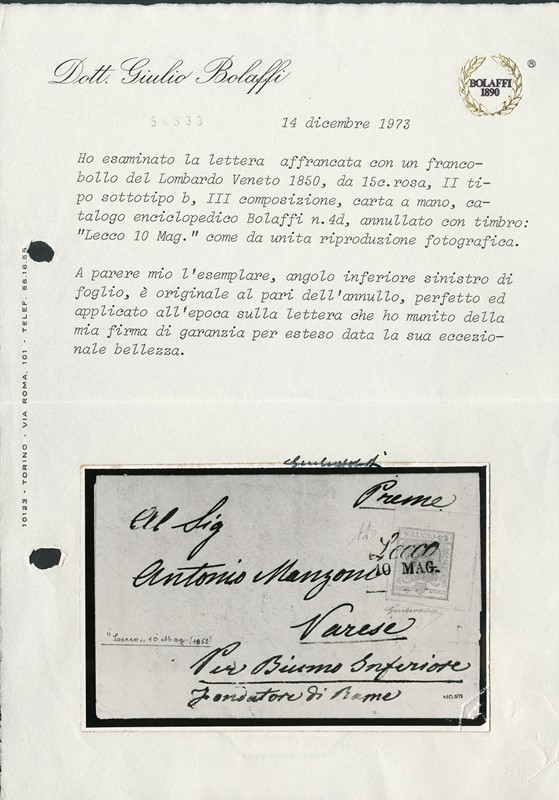 Dott. Giulio Bolaffi
BOLAFFI
1890
®
14 dicembre 1973
Ho esaminato la lettera affrancata con un franco-
bollo del Lombardo Veneto 1850, da 15c.rosa, II ti-
po sottotipo b, III composizione, carta a mano, ca-
talogo enciclopedico Bolaffi n.4d, annullato con timbro:
"Lecco 10 Mag." come da unita riproduzione fotografica.
A parere mio l'esemplare, angolo inferiore sinistro di
foglio, è originale al pari dell'annullo, perfetto ed
applicato all'epoca sulla lettera che ho munito della
mia firma di garanzia per esteso data la sua eccezio-
nale bellezza.
10123 - TORINO - VIA ROMA, 101 - TELEF. 55.16.55
Preme
Al Sig
Lecco
10 MAG.
Antonio Manzoni
Varese
"Lecco,, 10 Mag. (1852)
Per Biumo Inferiore
Fondatore di Rame